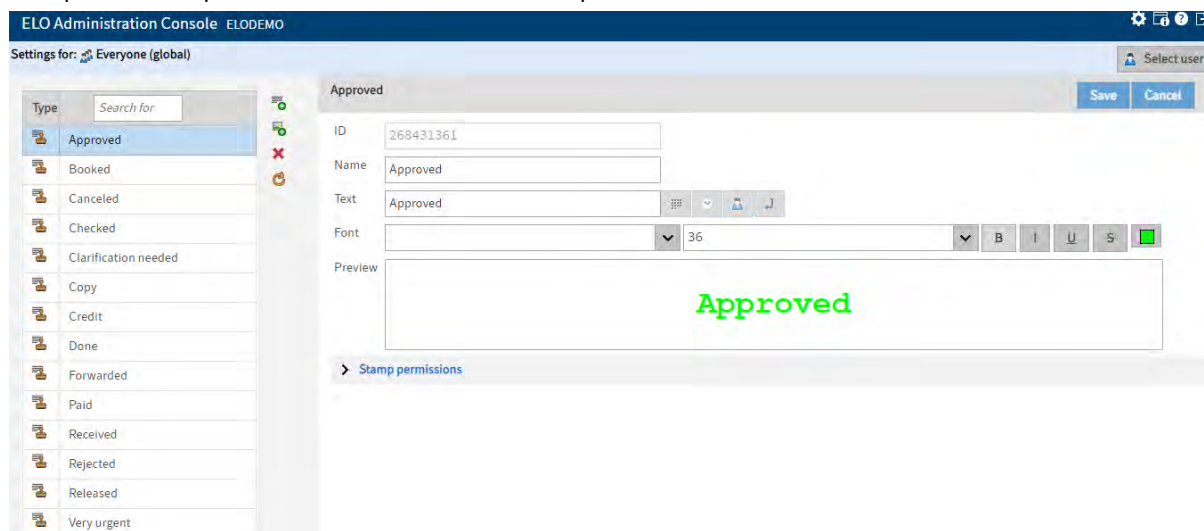 ELO Administration Console ELODEMO
Settings for: Everyone (global)
Select user
Type Search for
Approved
Booked
Canceled
Checked
Clarification needed
Copy
Credit
Done
Forwarded
Paid
Received
Rejected
Released
Very urgent
Approved
Save Cancel
ID 268431361
Name Approved
Text Approved
Font 36 B I U S
Preview
Approved
Stamp permissions